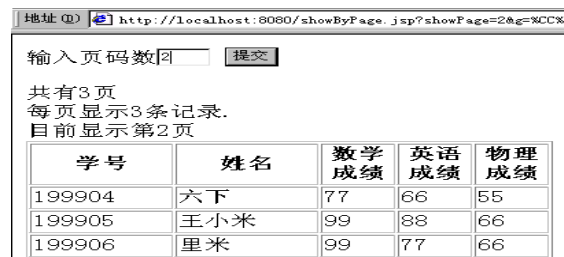 地址(D) http://localhost:8080/showByPage.jsp?showPage=2&g=%CC%
输入页码数2 提交
共有3页
每页显示3条记录.
目前显示第2页
学号 姓名 数学成绩 英语成绩 物理成绩
199904 六下 77 66 55
199905 王小米 99 88 66
199906 里米 99 77 66